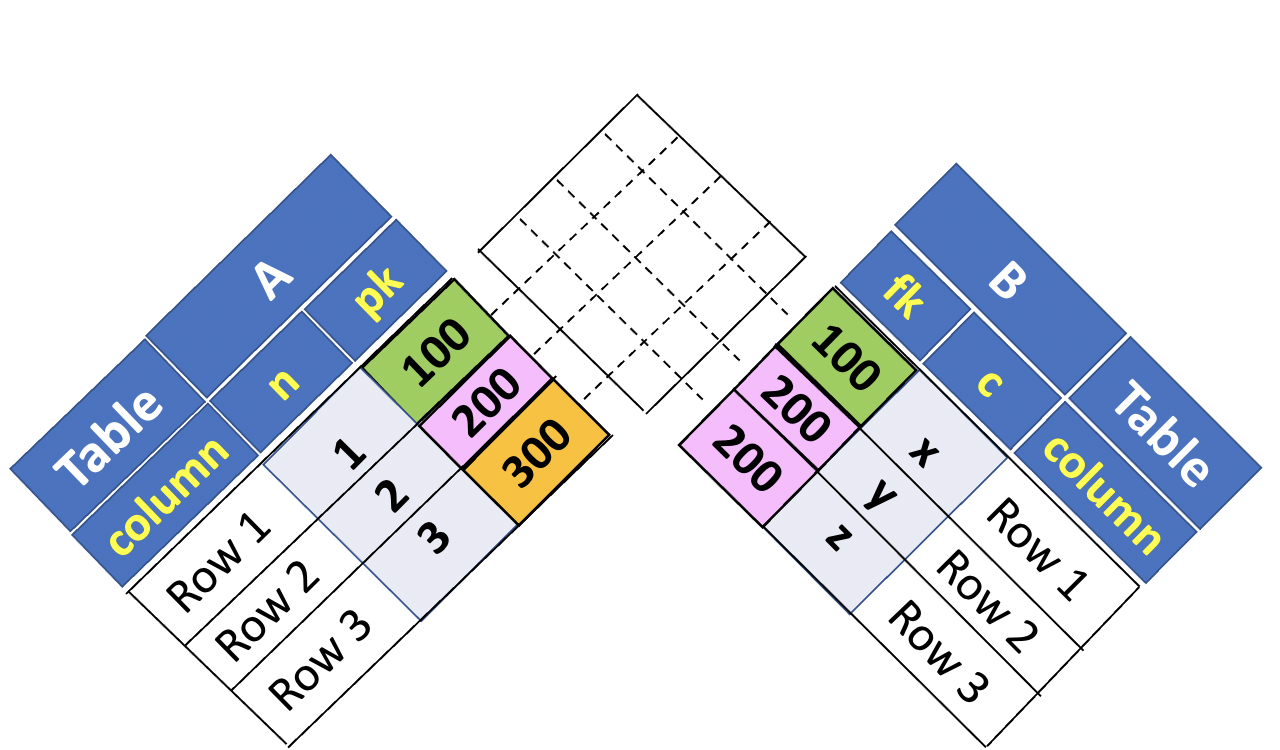 Table A
column n pk
Row 1 1 100
Row 2 2 200
Row 3 3 300
B Table
fk c column
100 x Row 1
200 y Row 2
200 z Row 3